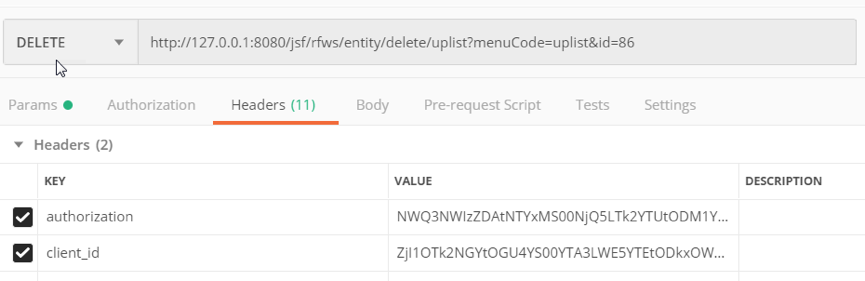 DELETE http://127.0.0.1:8080/jsf/rfws/entity/delete/uplist?menuCode=uplist&id=86
Params Authorization Headers (11) Body Pre-request Script Tests Settings
Headers (2)
KEY VALUE DESCRIPTION
authorization NWQ3NWIzZDAtNTYxMS00NjQ5LTk2YTUtODM1Y...
client_id ZjI1OTk2NGYtOGU4YS00YTA3LWE5YTEtODkxOW...